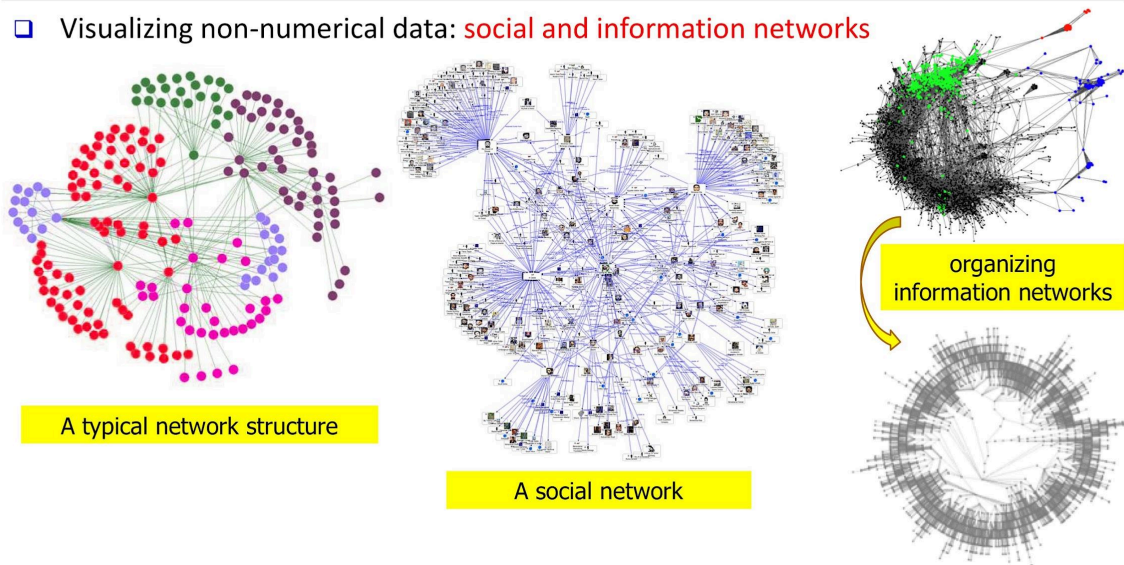 Visualizing non-numerical data: social and information networks
A typical network structure
A social network
organizing
information networks